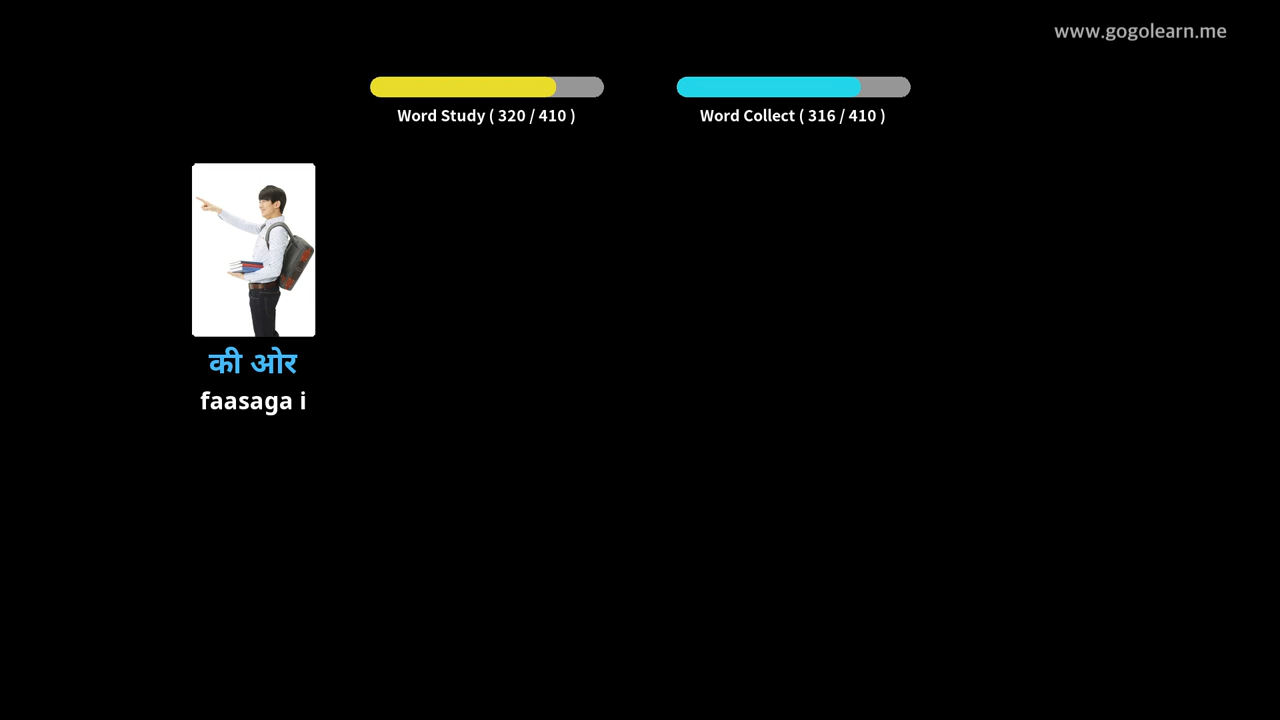 www.gogolearn.me
Word Study ( 320 / 410 )
Word Collect ( 316 / 410 )
की ओर
faasaga i